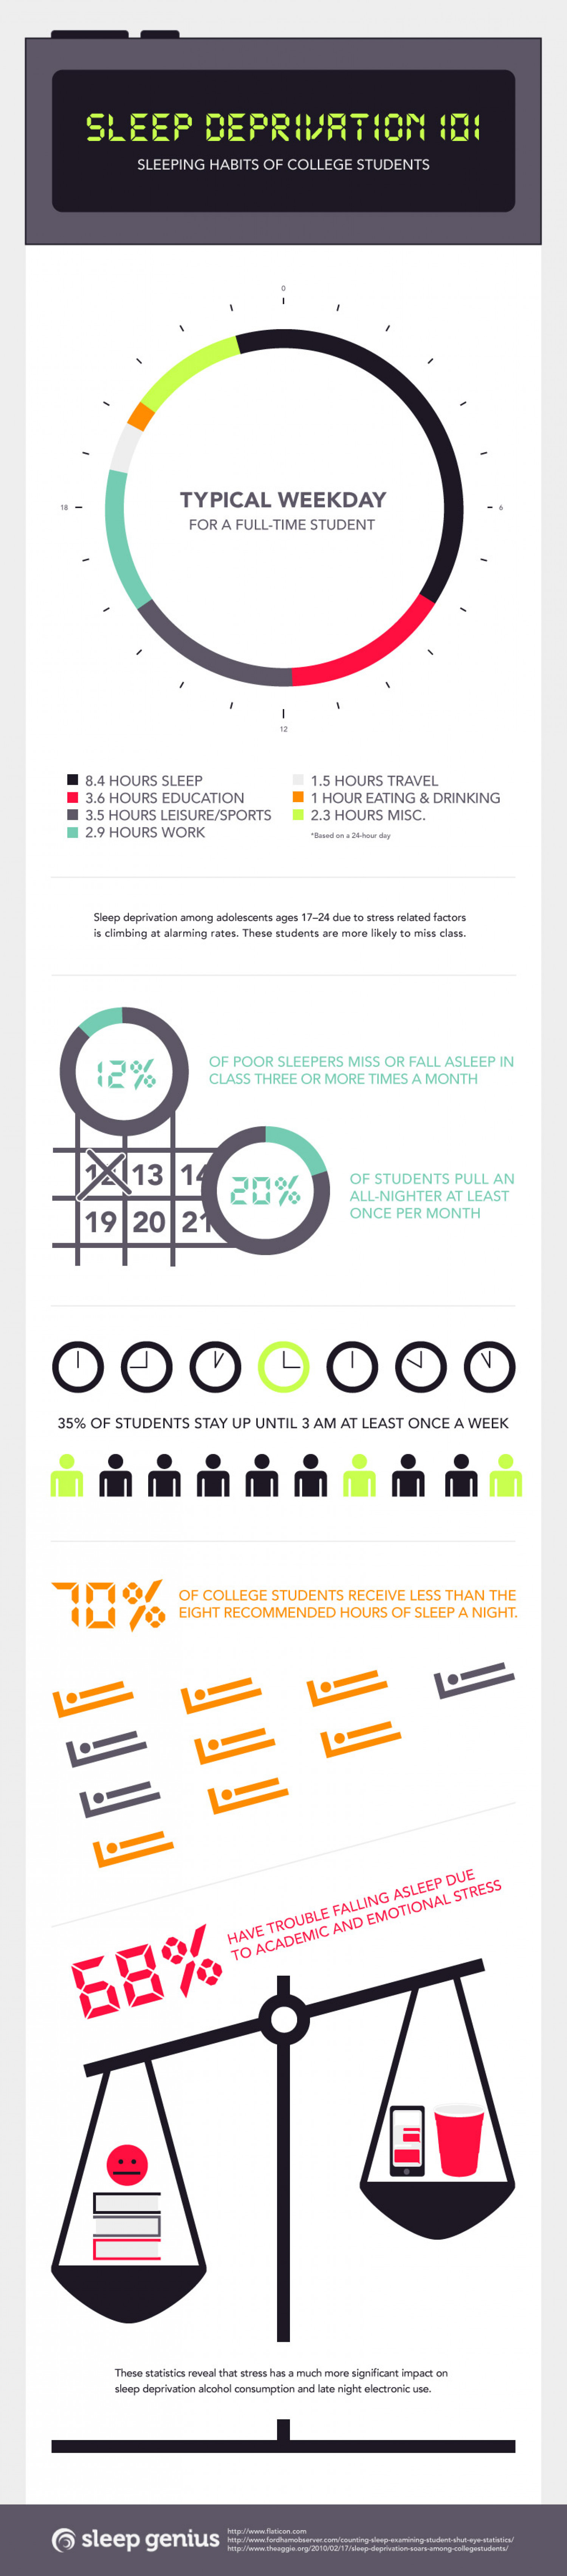 SLEEP DEPRIVATION 101
SLEEPING HABITS OF COLLEGE STUDENTS
0
18
6
TYPICAL WEEKDAY
FOR A FULL-TIME STUDENT
12
8.4 HOURS SLEEP
3.6 HOURS EDUCATION
3.5 HOURS LEISURE/SPORTS
2.9 HOURS WORK
1.5 HOURS TRAVEL
1 HOUR EATING & DRINKING
2.3 HOURS MISC.
*Based on a 24-hour day
Sleep deprivation among adolescents ages 17–24 due to stress related factors
is climbing at alarming rates. These students are more likely to miss class.
12%
OF POOR SLEEPERS MISS OR FALL ASLEEP IN
CLASS THREE OR MORE TIMES A MONTH
12 13 14
19 20 21
20%
OF STUDENTS PULL AN
ALL-NIGHTER AT LEAST
ONCE PER MONTH
35% OF STUDENTS STAY UP UNTIL 3 AM AT LEAST ONCE A WEEK
70%
OF COLLEGE STUDENTS RECEIVE LESS THAN THE
EIGHT RECOMMENDED HOURS OF SLEEP A NIGHT.
68%
HAVE TROUBLE FALLING ASLEEP DUE
TO ACADEMIC AND EMOTIONAL STRESS
These statistics reveal that stress has a much more significant impact on
sleep deprivation alcohol consumption and late night electronic use.
sleep genius
http://www.flaticon.com
http://www.fordhamobserver.com/counting-sleep-examining-student-shut-eye-statistics/
http://www.theaggie.org/2010/02/17/sleep-deprivation-soars-among-collegestudents/